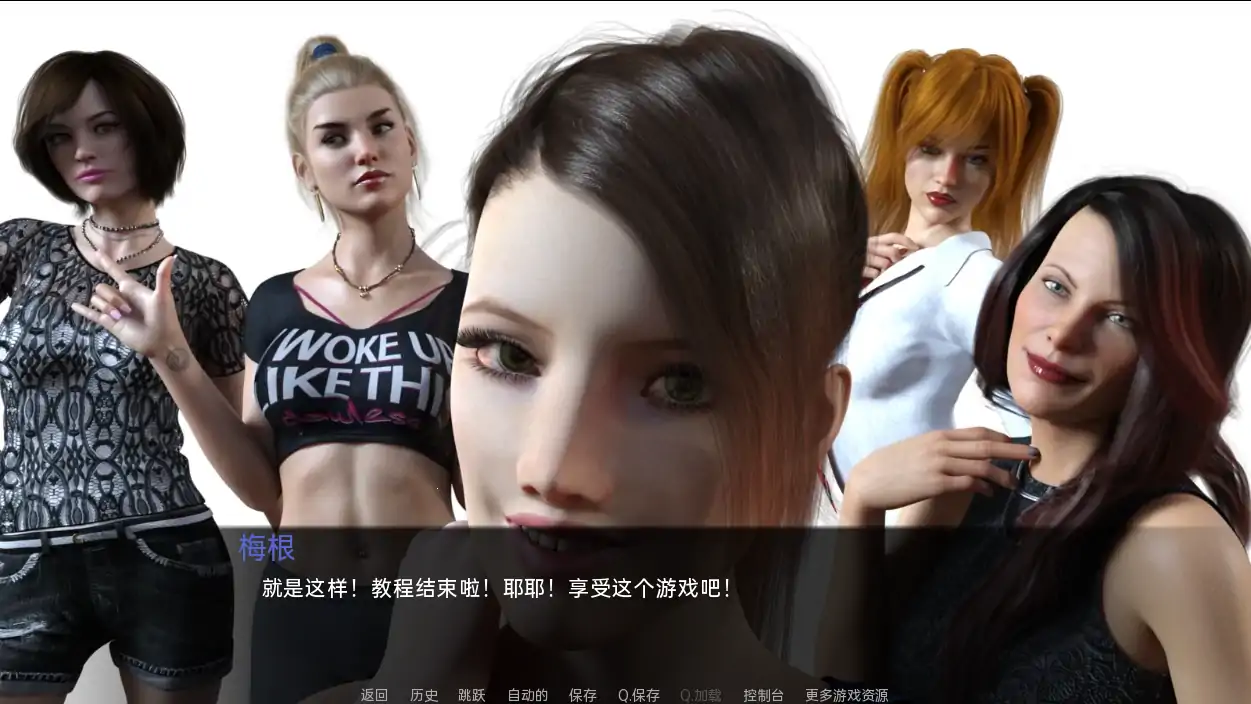 WOKE U
IKE THI
梅根
就是这样！教程结束啦！耶耶！享受这个游戏吧！
返回 历史 跳跃 自动的 保存 Q.保存 Q.加载 控制台 更多游戏资源